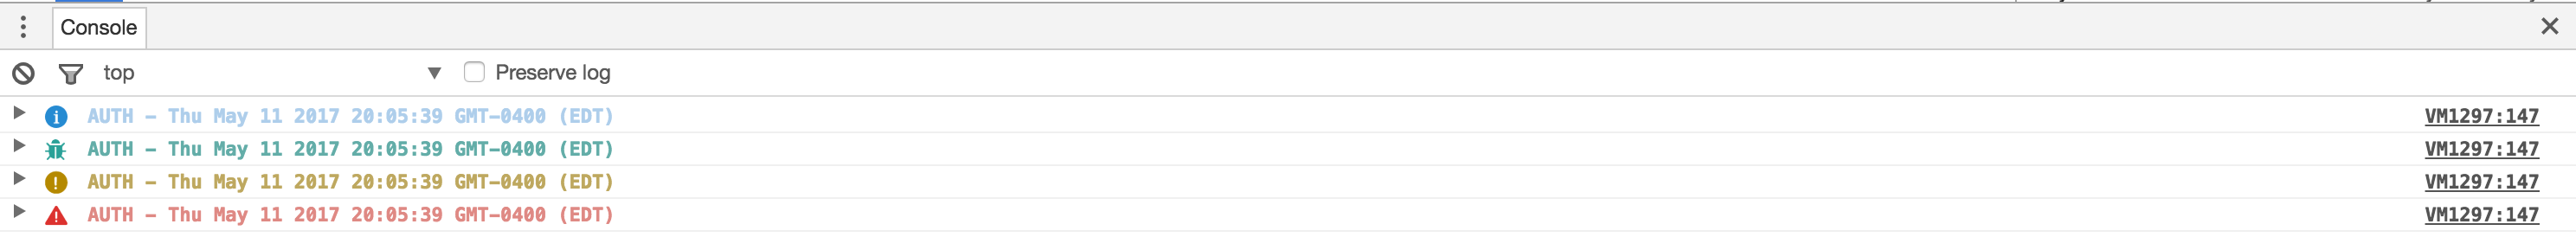 Console
top Preserve log
AUTH – Thu May 11 2017 20:05:39 GMT–0400 (EDT) VM1297:147
AUTH – Thu May 11 2017 20:05:39 GMT–0400 (EDT) VM1297:147
AUTH – Thu May 11 2017 20:05:39 GMT–0400 (EDT) VM1297:147
AUTH – Thu May 11 2017 20:05:39 GMT–0400 (EDT) VM1297:147